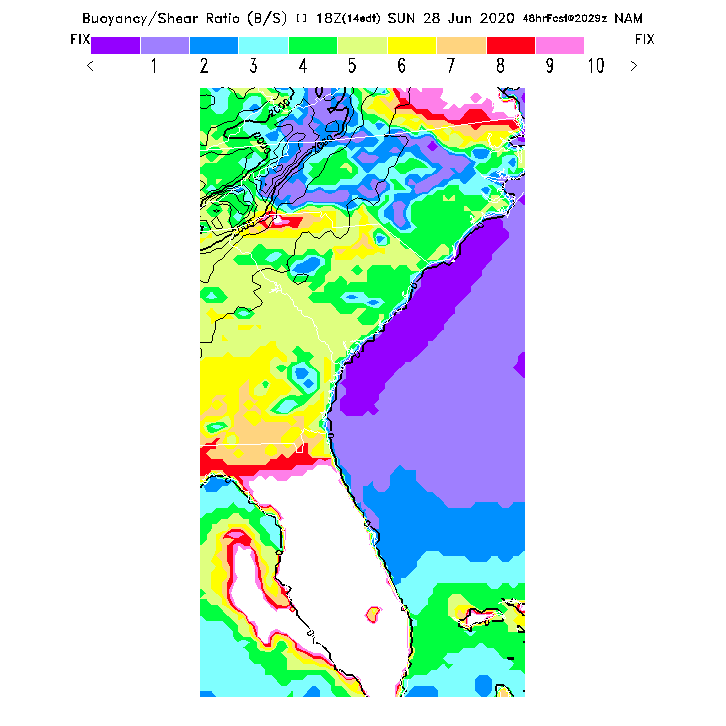 Buoyancy/Shear Ratio (B/S) [] 18Z(14edt) SUN 28 Jun 2020 48hrFcst@2029z NAM
FIX FIX
< 1 2 3 4 5 6 7 8 9 10 >
2000